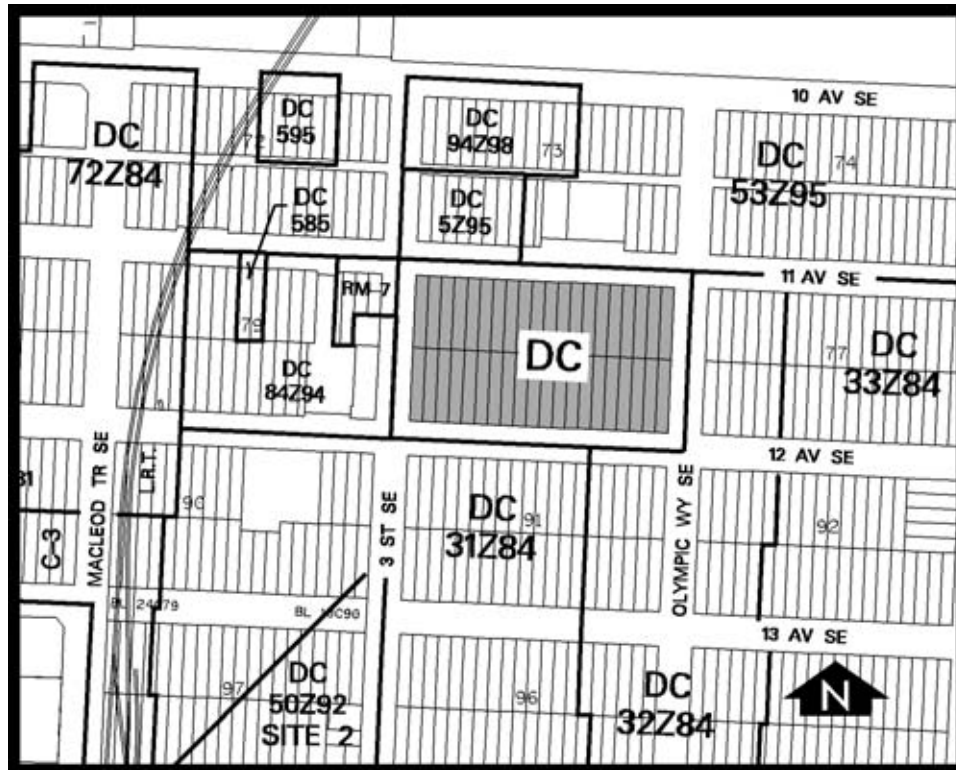 10 AV SE
DC
595
72
DC
94Z98
73
DC
53Z95
74
DC
72Z84
DC
585
DC
5Z95
11 AV SE
RM-7
79
DC
84Z94
DC
77
DC
33Z84
12 AV SE
MACLEOD TR SE
L.R.T.
C-3
90
3 ST SE
DC
31Z84
91
OLYMPIC WY SE
92
13 AV SE
DC
50Z92
SITE 2
97
96
DC
32Z84
N